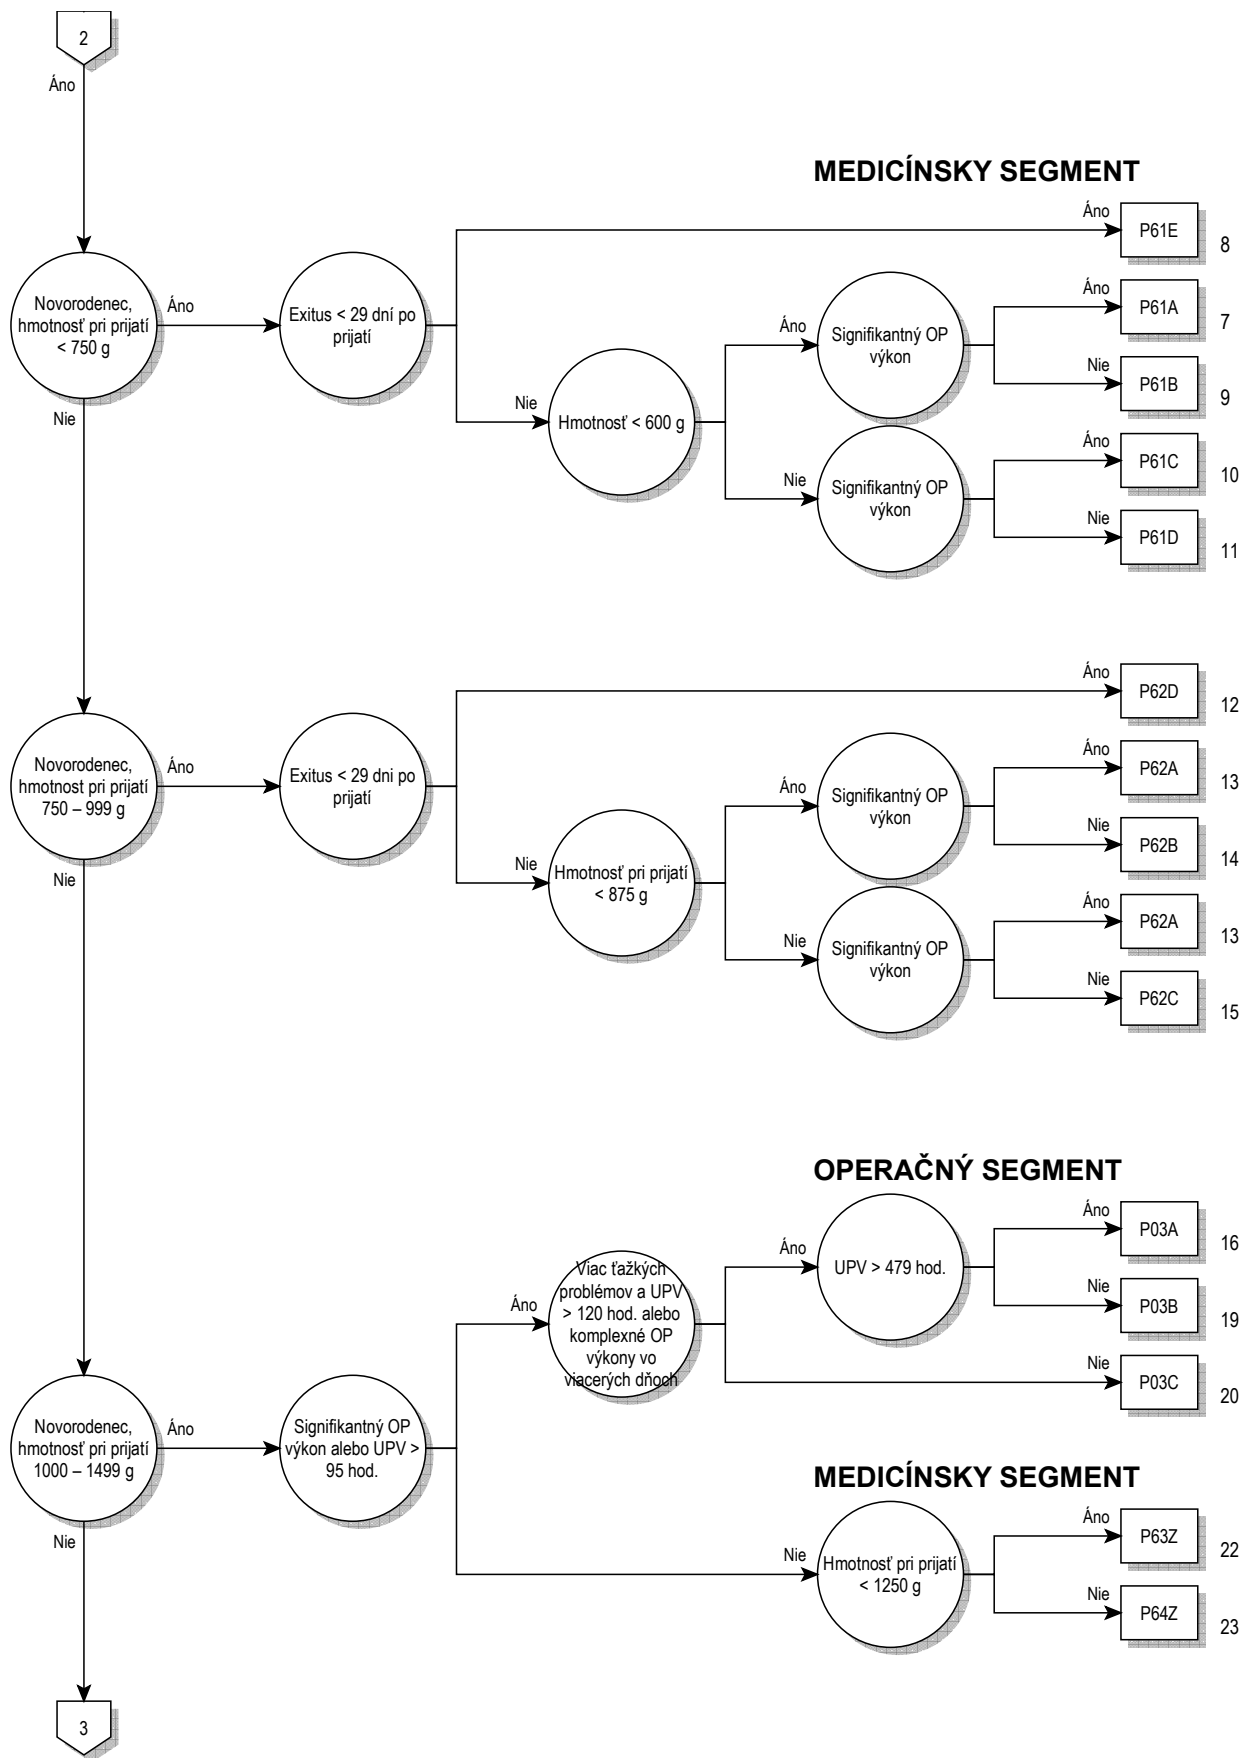 2
Áno
MEDICÍNSKY SEGMENT
Áno
P61E
8
Novorodenec,
hmotnosť pri prijatí
< 750 g
Áno
Exitus < 29 dní po
prijatí
Áno
Signifikantný OP
výkon
Áno
P61A
7
Nie
P61B
9
Nie
Nie
Hmotnosť < 600 g
Nie
Signifikantný OP
výkon
Áno
P61C
10
Nie
P61D
11
Áno
P62D
12
Novorodenec,
hmotnost pri prijatí
750 – 999 g
Áno
Exitus < 29 dni po
prijatí
Áno
Signifikantný OP
výkon
Áno
P62A
13
Nie
P62B
14
Nie
Nie
Hmotnosť pri prijatí
< 875 g
Nie
Signifikantný OP
výkon
Áno
P62A
13
Nie
P62C
15
OPERAČNÝ SEGMENT
Áno
Viac ťažkých
problémov a UPV
> 120 hod. alebo
komplexné OP
výkony vo
viacerých dňoch
Áno
UPV > 479 hod.
Áno
P03A
16
Nie
P03B
19
Nie
P03C
20
Novorodenec,
hmotnosť pri prijatí
1000 – 1499 g
Áno
Signifikantný OP
výkon alebo UPV >
95 hod.
MEDICÍNSKY SEGMENT
Nie
Nie
Hmotnosť pri prijatí
< 1250 g
Áno
P63Z
22
Nie
P64Z
23
3